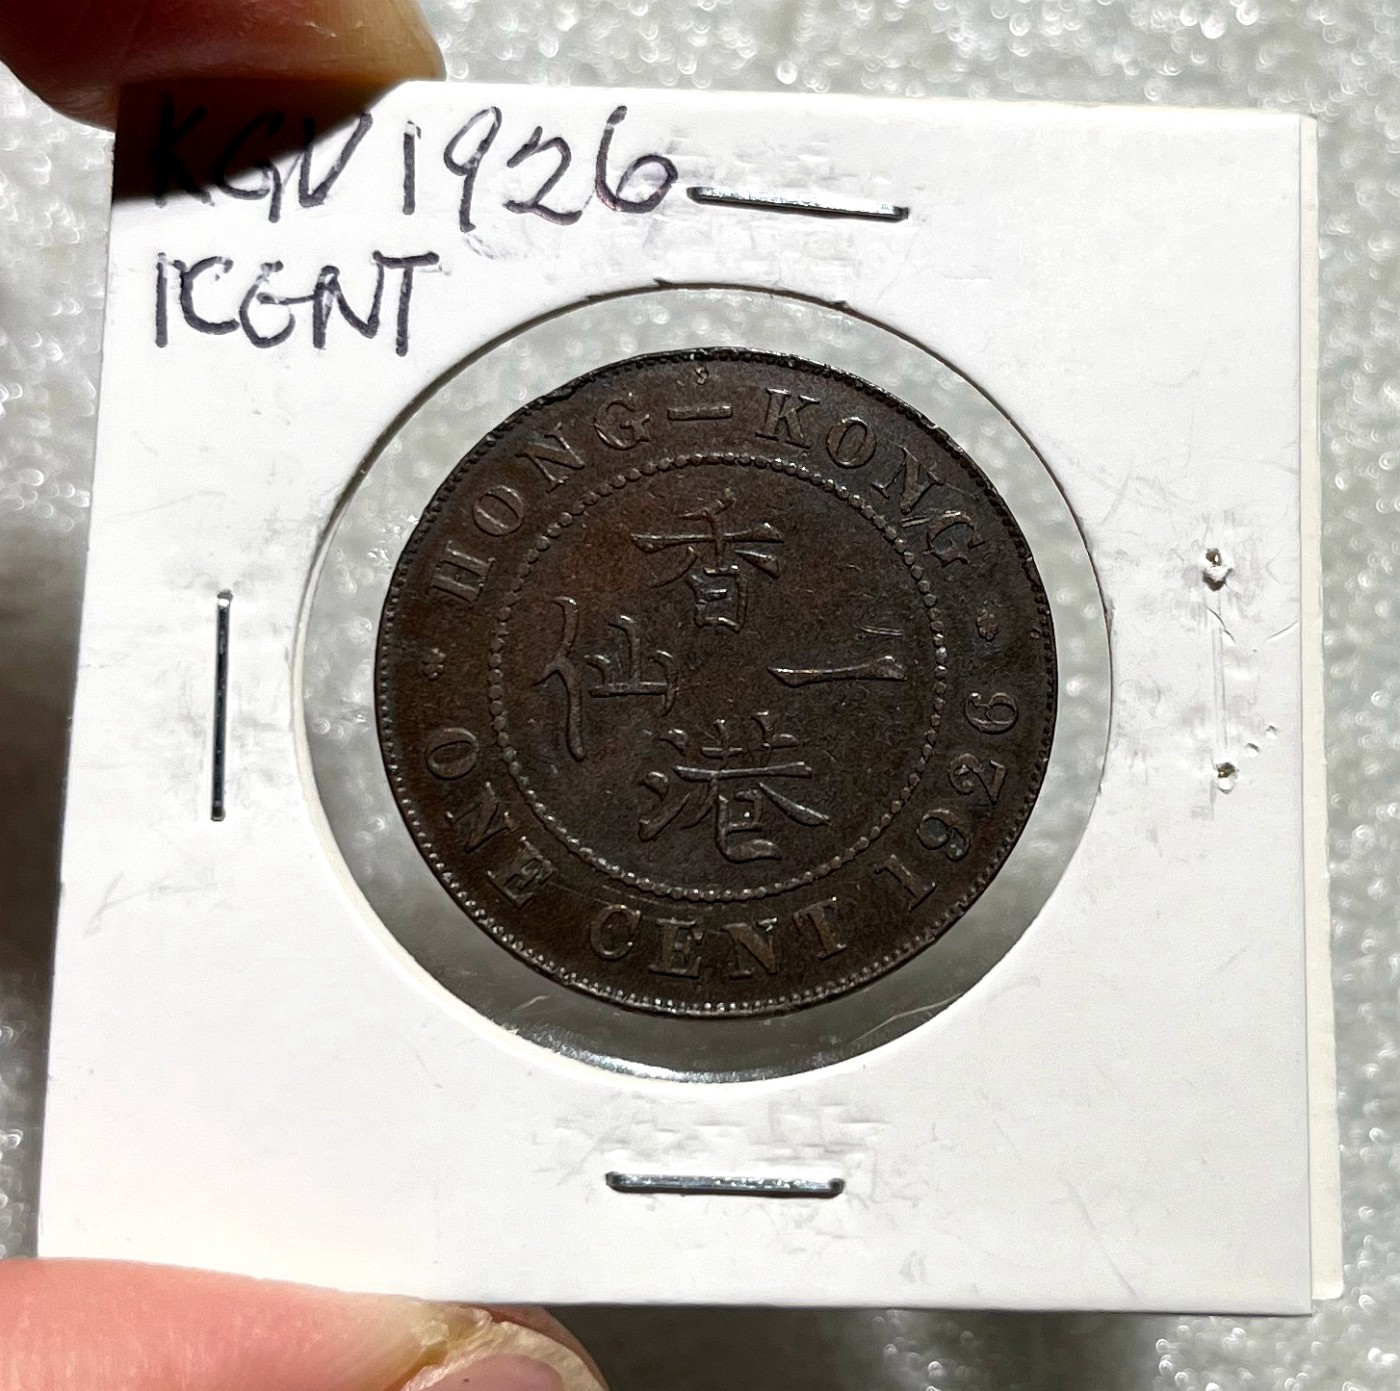 KGV 1926
1CENT
HONG-KONG
香
仙 一
港
ONE CENT 1926